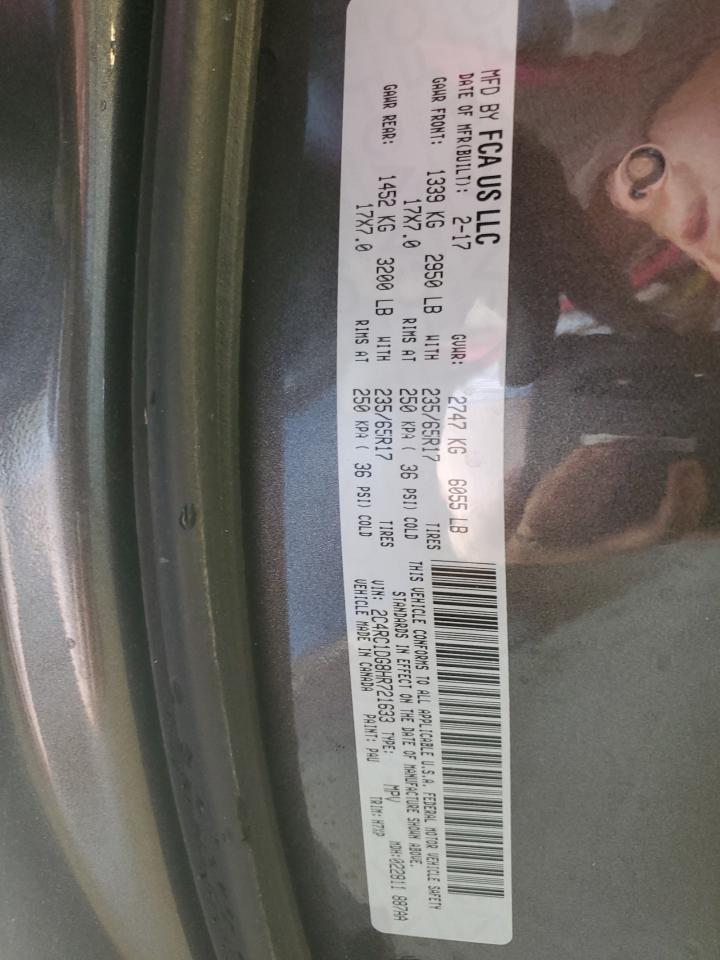 MFD BY FCA US LLC
DATE OF MFR(BUILT): 2-17 GVWR: 2747 KG 6055 LB
GAWR FRONT: 1339 KG 2950 LB WITH 235/65R17 TIRES
17X7.0 RIMS AT 250 KPA ( 36 PSI) COLD
GAWR REAR: 1452 KG 3200 LB WITH 235/65R17 TIRES
17X7.0 RIMS AT 250 KPA ( 36 PSI) COLD
THIS VEHICLE CONFORMS TO ALL APPLICABLE U.S.A. FEDERAL MOTOR VEHICLE SAFETY
STANDARDS IN EFFECT ON THE DATE OF MANUFACTURE SHOWN ABOVE.
VIN: 2C4RC1DG8HR721633 TYPE: MPV MDH:022811 887AA
VEHICLE MADE IN CANADA PAINT: PAU TRIM: